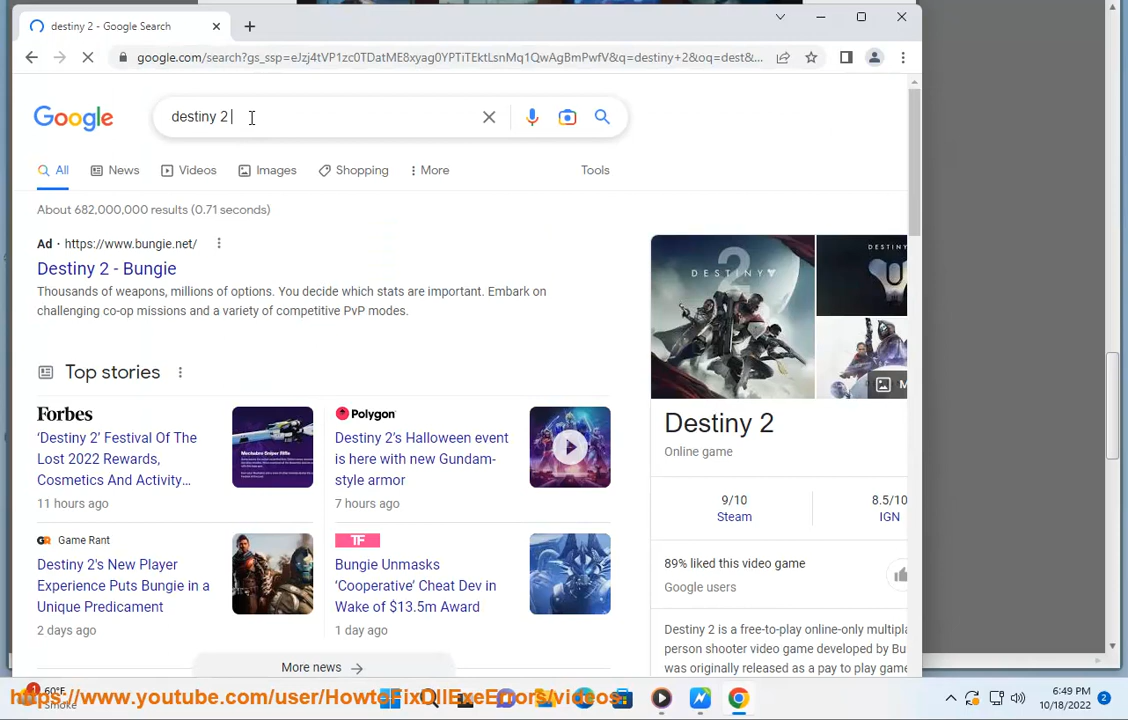 destiny 2 - Google Search
google.com/search?gs_ssp=eJzj4tVP1zc0TDatME8xyag0YPTiTEktLsnMq1QwAgBmPwfV&q=destiny+2&oq=dest&...
Google
destiny 2
All News Videos Images Shopping More Tools
About 682,000,000 results (0.71 seconds)
Ad · https://www.bungie.net/
Destiny 2 - Bungie
Thousands of weapons, millions of options. You decide which stats are important. Embark on
challenging co-op missions and a variety of competitive PvP modes.
Top stories
Forbes
'Destiny 2' Festival Of The
Lost 2022 Rewards,
Cosmetics And Activity...
11 hours ago
Polygon
Destiny 2's Halloween event
is here with new Gundam-
style armor
7 hours ago
GR Game Rant
Destiny 2's New Player
Experience Puts Bungie in a
Unique Predicament
2 days ago
TF
Bungie Unmasks
'Cooperative' Cheat Dev in
Wake of $13.5m Award
1 day ago
More news
2
DESTINY
DESTINY
M
Destiny 2
Online game
9/10
Steam
8.5/10
IGN
89% liked this video game
Google users
Destiny 2 is a free-to-play online-only multipla
person shooter video game developed by Bu
was originally released as a pay to play game
1
60°F
Smoke
https://www.youtube.com/user/HowtoFixDllExeErrors/videos
6:49 PM
10/18/2022
2